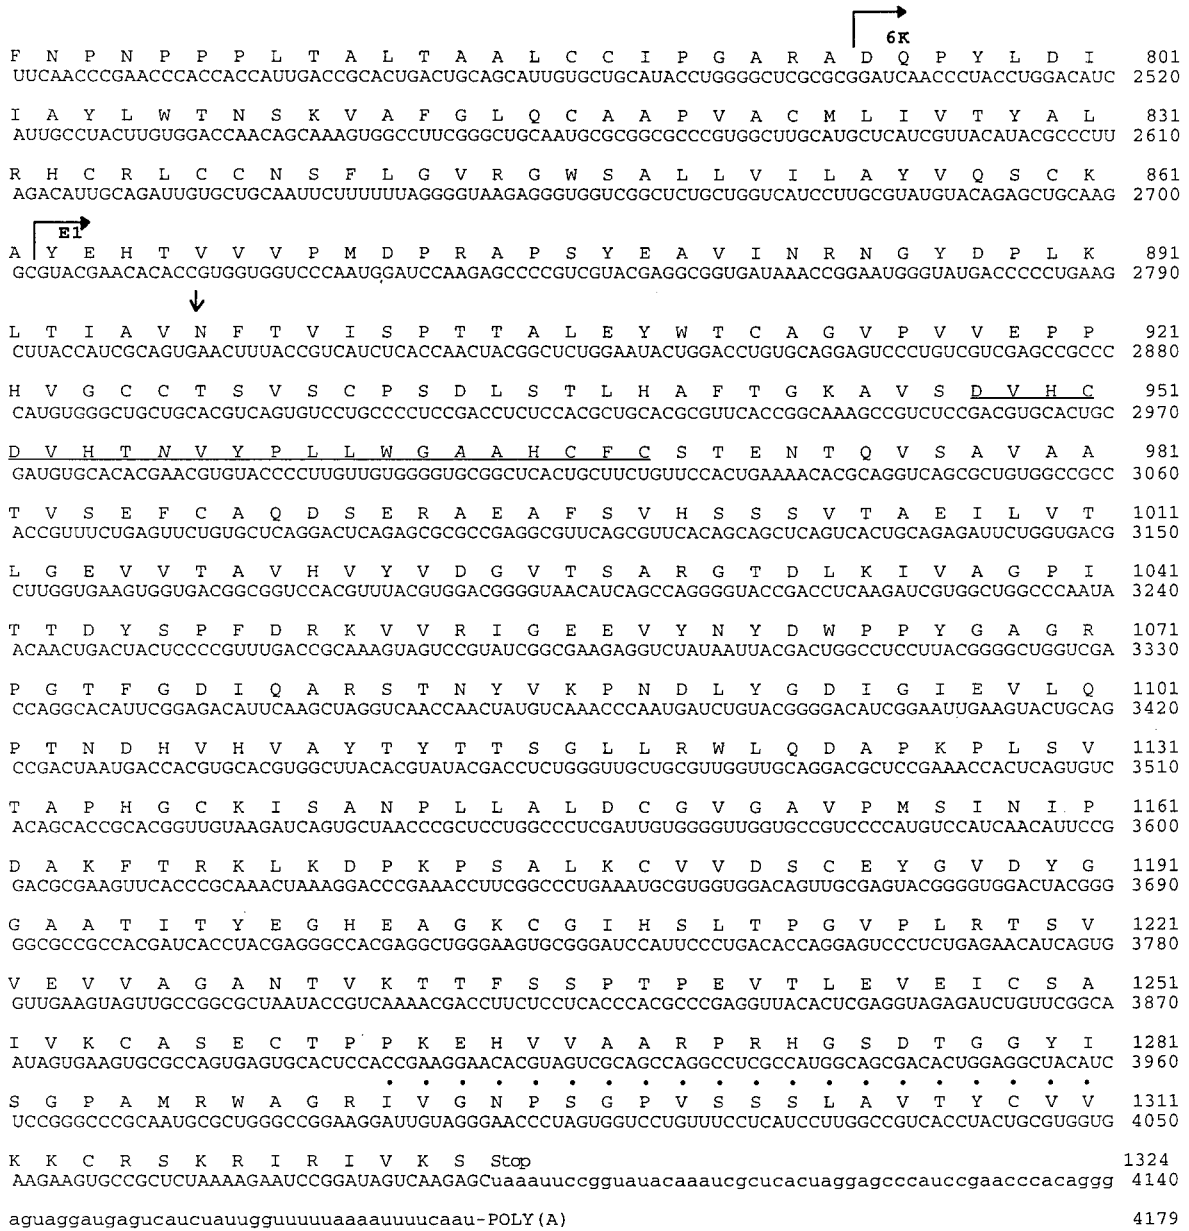 6K
F N P N P P P L T A L T A A L C C I P G A R A D Q P Y L D I 801
UUCAACCCGAACCCACCACCAUUGACCGCACUGACUGCAGCAUUGUGCUGCAUACCUGGGGCUCGCGCGGAUCAACCCUACCUGGACAUC 2520
I A Y L W T N S K V A F G L Q C A A P V A C M L I V T Y A L 831
AUUGCCUACUUGUGGACCAACAGCAAAGUGGCCUUCGGGCUGCAAUGCGCGGCGCCCGUGGCUUGCAUGCUCAUCGUUACAUACGCCCUU 2610
R H C R L C C N S F L G V R G W S A L L V I L A Y V Q S C K 861
AGACAUUGCAGAUUGUGCUGCAAUUCUUUUUUAGGGGUAAGAGGGUGGUCGGCUCUGCUGGUCAUCCUUGCGUAUGUACAGAGCUGCAAG 2700
E1
A Y E H T V V V P M D P R A P S Y E A V I N R N G Y D P L K 891
GCGUACGAACACACCGUGGUGGUCCCAAUGGAUCCAAGAGCCCCGUCGUACGAGGCGGUGAUAAACCGGAAUGGGUAUGACCCCCUGAAG 2790
L T I A V N F T V I S P T T A L E Y W T C A G V P V V E P P 921
CUUACCAUCGCAGUGAACUUUACCGUCAUCUCACCAACUACGGCUCUGGAAUACUGGACCUGUGCAGGAGUCCCUGUCGUCGAGCCGCCC 2880
H V G C C T S V S C P S D L S T L H A F T G K A V S D V H C 951
CAUGUGGGCUGCUGCACGUCAGUGUCCUGCCCCUCCGACCUCUCCACGCUGCACGCGUUCACCGGCAAAGCCGUCUCCGACGUGCACUGC 2970
D V H T N V Y P L L W G A A H C F C S T E N T Q V S A V A A 981
GAUGUGCACACGAACGUGUACCCCUUGUUGUGGGGUGCGGCUCACUGCUUCUGUUCCACUGAAAACACGCAGGUCAGCGCUGUGGCCGCC 3060
T V S E F C A Q D S E R A E A F S V H S S S V T A E I L V T 1011
ACCGUUUCUGAGUUCUGUGCUCAGGACUCAGAGCGCGCCGAGGCGUUCAGCGUUCACAGCAGCUCAGUCACUGCAGAGAUUCUGGUGACG 3150
L G E V V T A V H V Y V D G V T S A R G T D L K I V A G P I 1041
CUUGGUGAAGUGGUGACGGCGGUCCACGUUUACGUGGACGGGGUAACAUCAGCCAGGGGUACCGACCUCAAGAUCGUGGCUGGCCCAAUA 3240
T T D Y S P F D R K V V R I G E E V Y N Y D W P P Y G A G R 1071
ACAACUGACUACUCCCCGUUUGACCGCAAAGUAGUCCGUAUCGGCGAAGAGGUCUAUAAUUACGACUGGCCUCCUUACGGGGCUGGUCGA 3330
P G T F G D I Q A R S T N Y V K P N D L Y G D I G I E V L Q 1101
CCAGGCACAUUCGGAGACAUUCAAGCUAGGUCAACCAACUAUGUCAAACCCAAUGAUCUGUACGGGGACAUCGGAAUUGAAGUACUGCAG 3420
P T N D H V H V A Y T Y T T S G L L R W L Q D A P K P L S V 1131
CCGACUAAUGACCACGUGCACGUGGCUUACACGUAUACGACCUCUGGGUUGCUGCGUUGGUUGCAGGACGCUCCGAAACCACUCAGUGUC 3510
T A P H G C K I S A N P L L A L D C G V G A V P M S I N I P 1161
ACAGCACCGCACGGUUGUAAGAUCAGUGCUAACCCGCUCCUGGCCCUCGAUUGUGGGGUUGGUGCCGUCCCCAUGUCCAUCAACAUUCCG 3600
D A K F T R K L K D P K P S A L K C V V D S C E Y G V D Y G 1191
GACGCGAAGUUCACCCGCAAACUAAAGGACCCGAAACCUUCGGCCCUGAAAUGCGUGGUGGACAGUUGCGAGUACGGGGUGGACUACGGG 3690
G A A T I T Y E G H E A G K C G I H S L T P G V P L R T S V 1221
GGCGCCGCCACGAUCACCUACGAGGGCCACGAGGCUGGGAAGUGCGGGAUCCAUUCCCUGACACCAGGAGUCCCUCUGAGAACAUCAGUG 3780
V E V V A G A N T V K T T F S S P T P E V T L E V E I C S A 1251
GUUGAAGUAGUUGCCGGCGCUAAUACCGUCAAAACGACCUUCUCCUCACCCACGCCCGAGGUUACACUCGAGGUAGAGAUCUGUUCGGCA 3870
I V K C A S E C T P P K E H V V A A R P R H G S D T G G Y I 1281
AUAGUGAAGUGCGCCAGUGAGUGCACUCCACCGAAGGAACACGUAGUCGCAGCCAGGCCUCGCCAUGGCAGCGACACUGGAGGCUACAUC 3960
S G P A M R W A G R I V G N P S G P V S S S L A V T Y C V V 1311
UCCGGGCCCGCAAUGCGCUGGGCCGGAAGGAUUGUAGGGAACCCUAGUGGUCCUGUUUCCUCAUCCUUGGCCGUCACCUACUGCGUGGUG 4050
K K C R S K R I R I V K S Stop 1324
AAGAAGUGCCGCUCUAAAAGAAUCCGGAUAGUCAAGAGCuaaauuccgguauacaaaucgcucacuaggagcccauccgaacccacaggg 4140
aguaggaugagucaucuauugguuuuuaaaauuuucaau-POLY(A) 4179